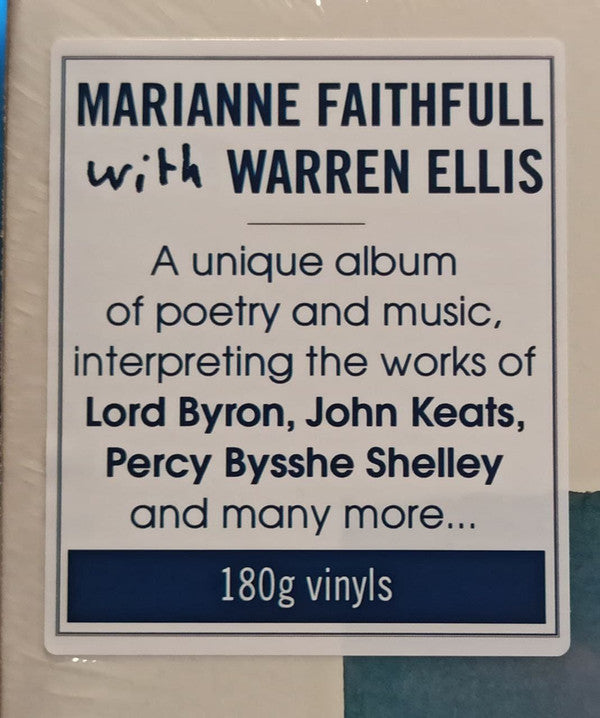 MARIANNE FAITHFULL
with WARREN ELLIS
A unique album
of poetry and music,
interpreting the works of
Lord Byron, John Keats,
Percy Bysshe Shelley
and many more...
180g vinyls